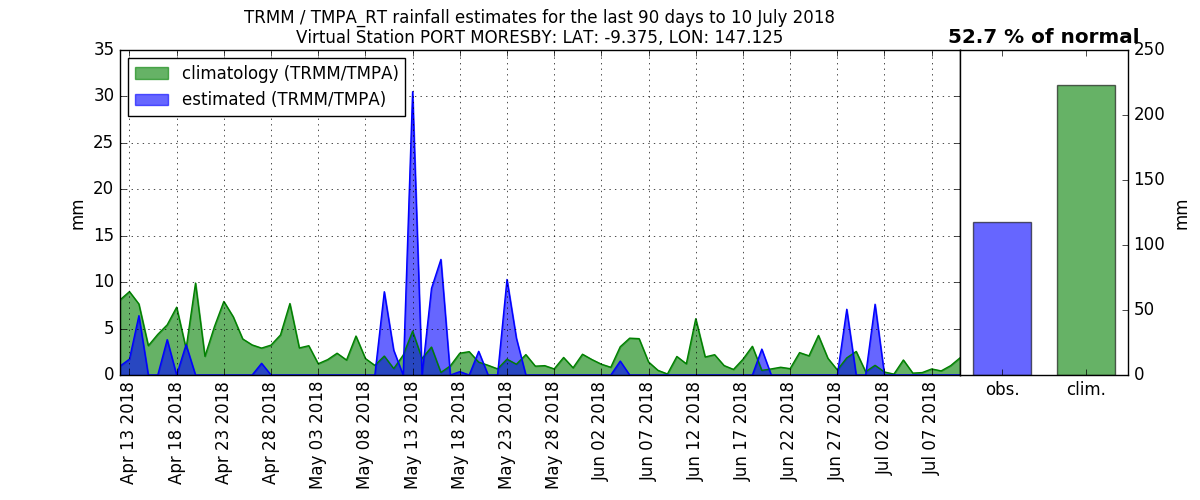 TRMM / TMPA_RT rainfall estimates for the last 90 days to 10 July 2018
Virtual Station PORT MORESBY: LAT: -9.375, LON: 147.125
52.7 % of normal
climatology (TRMM/TMPA)
estimated (TRMM/TMPA)
35
30
25
20
15
10
5
0
mm
Apr 13 2018
Apr 18 2018
Apr 23 2018
Apr 28 2018
May 03 2018
May 08 2018
May 13 2018
May 18 2018
May 23 2018
May 28 2018
Jun 02 2018
Jun 07 2018
Jun 12 2018
Jun 17 2018
Jun 22 2018
Jun 27 2018
Jul 02 2018
Jul 07 2018
250
200
150
100
50
0
mm
obs.
clim.